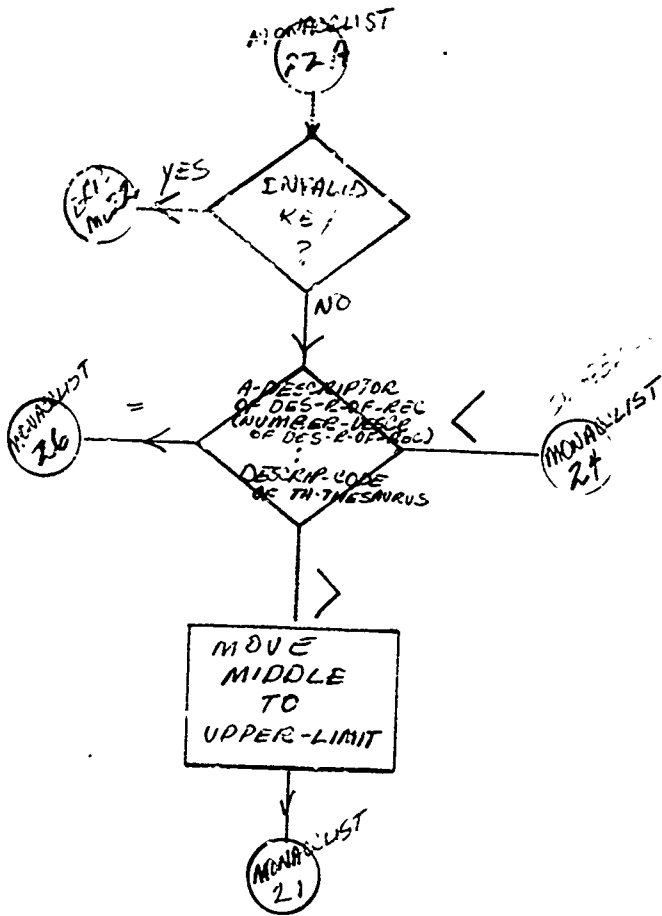 MONADLIST
22A
YES
INVALID
KEY
?
NO
A-DESCRIPTOR
OF DES-R-OF-REC
(NUMBER-DESCR
OF DES-R-OF-REC)
:
DESCRIP-CODE
OF TH-THESAURUS
=
MONADLIST
26
<
MONADLIST
24
>
MOVE
MIDDLE
TO
UPPER-LIMIT
MONADLIST
21